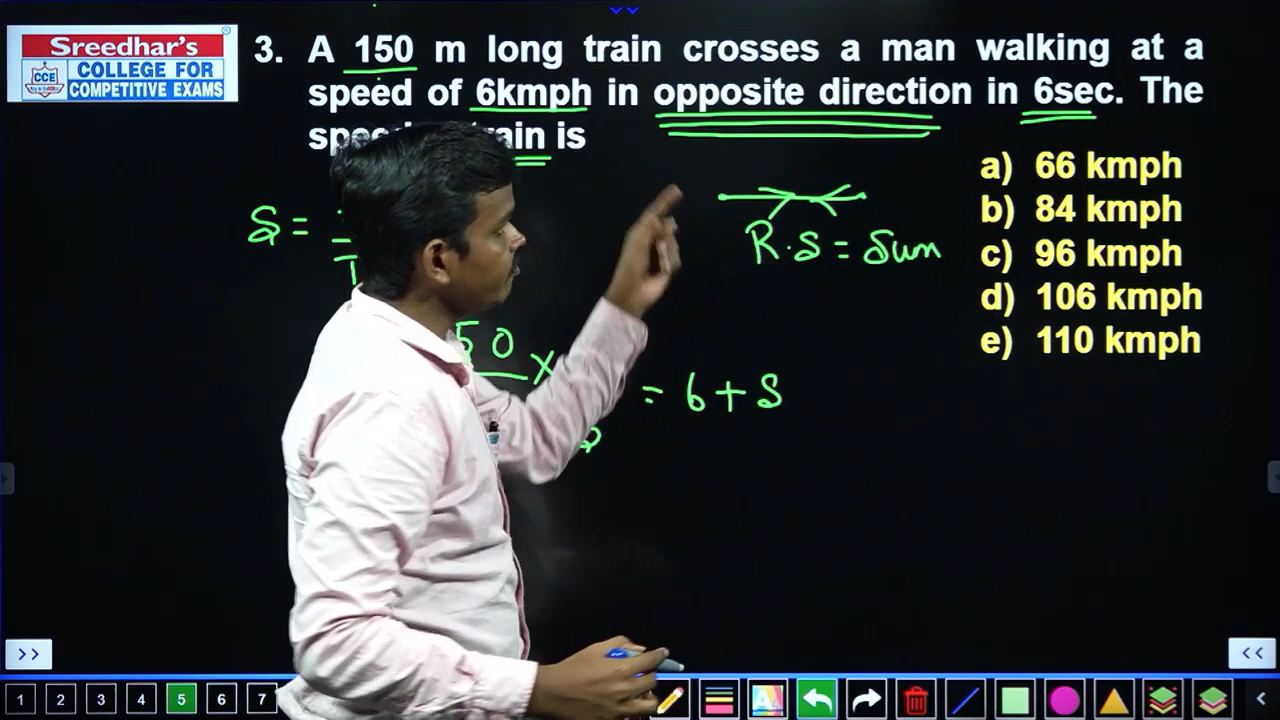 Sreedhar's
CCE
COLLEGE FOR
COMPETITIVE EXAMS
3. A 150 m long train crosses a man walking at a
speed of 6kmph in opposite direction in 6sec. The
is
a) 66 kmph
b) 84 kmph
c) 96 kmph
d) 106 kmph
e) 110 kmph
S =
R.S = Sum
50 × = 6 + S
>> <<
1 2 3 4 5 6 7